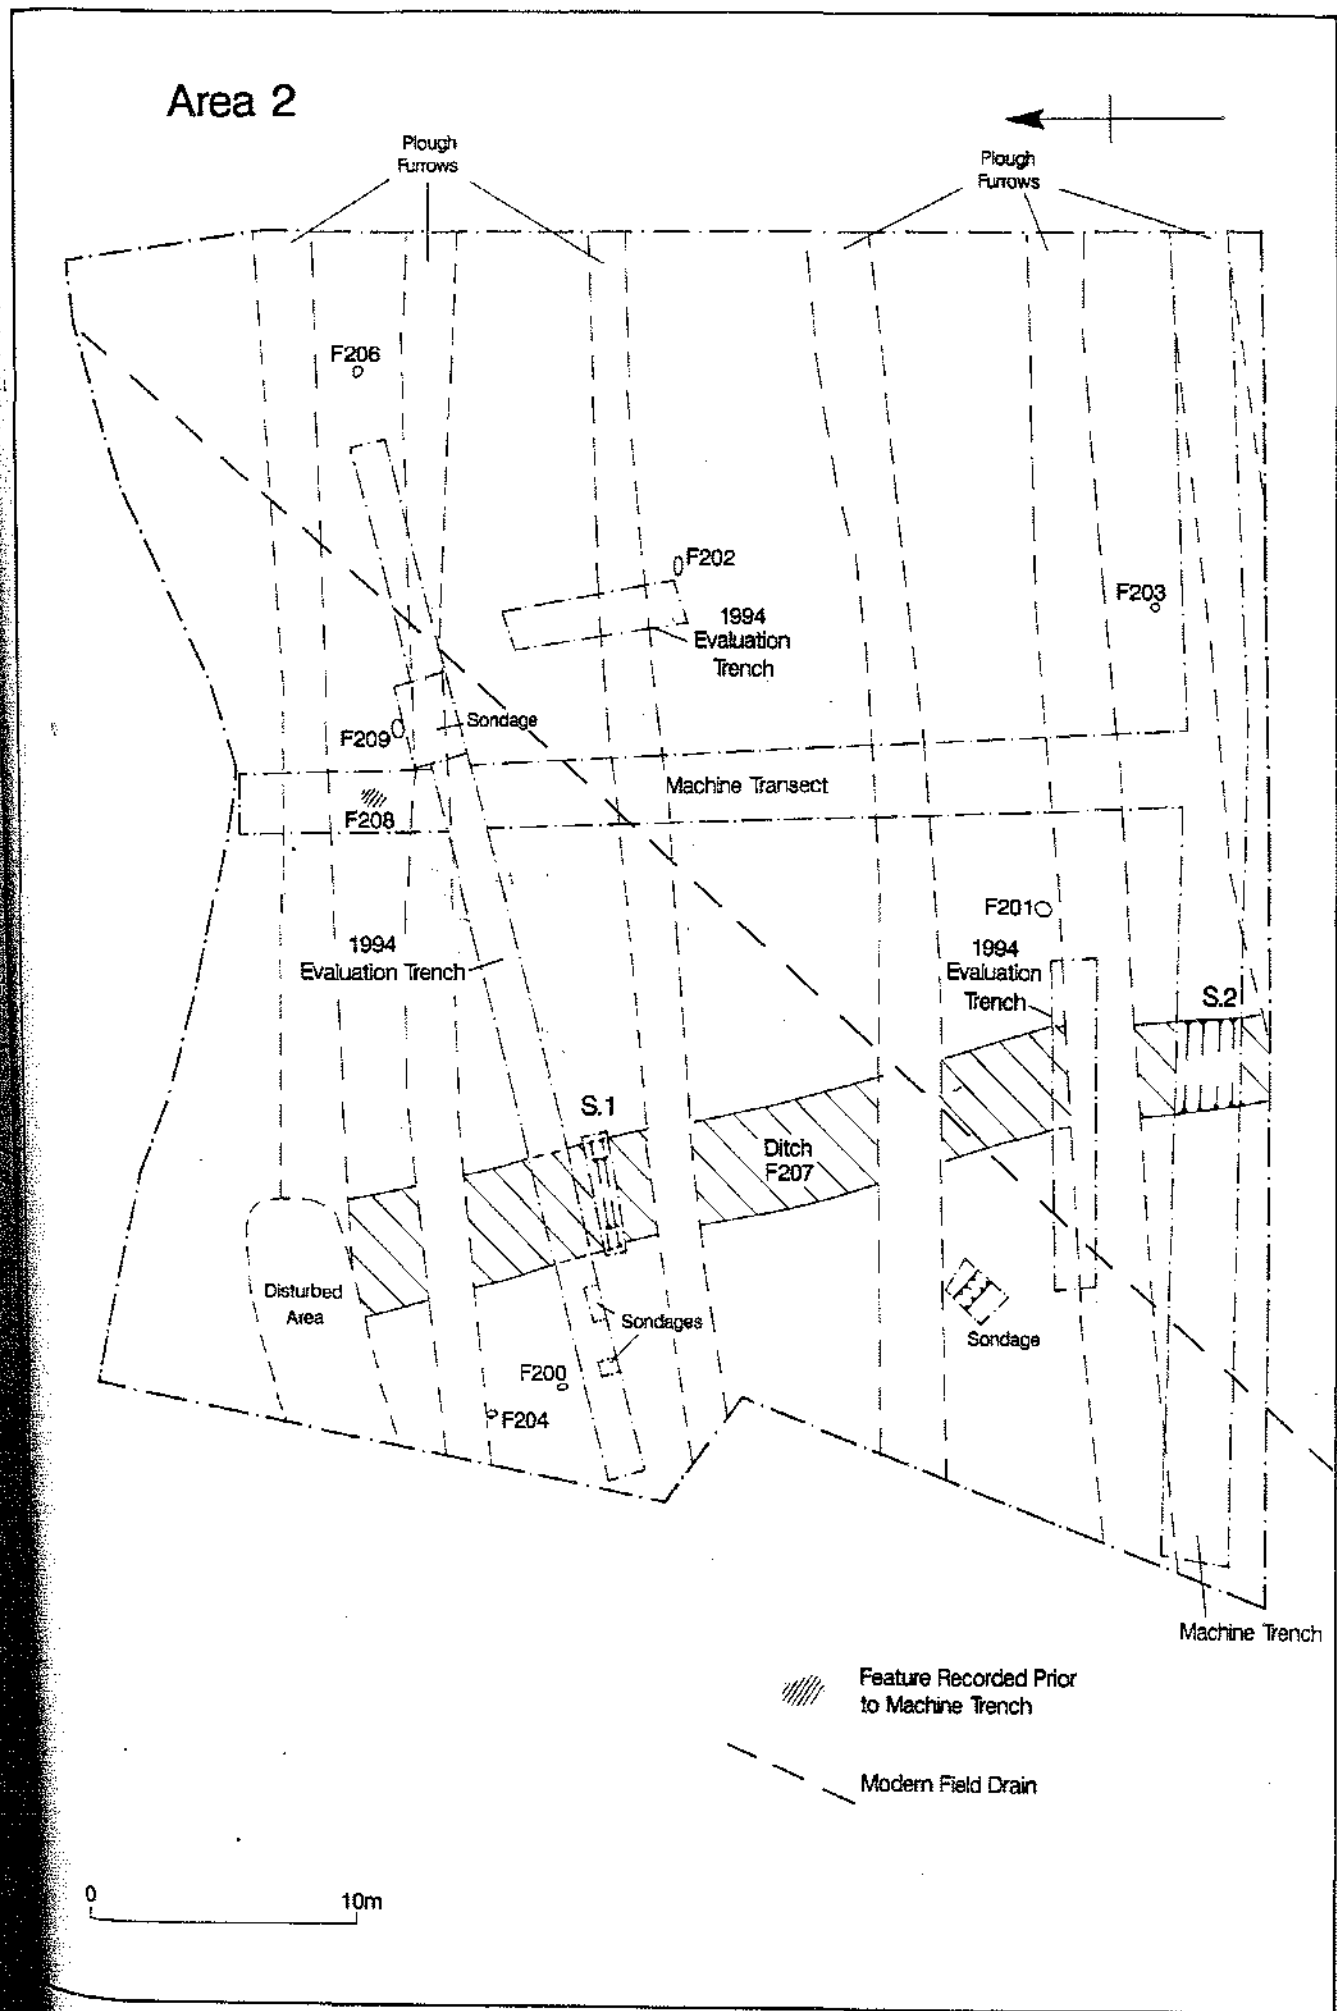 Area 2
Plough
Furrows
Plough
Furrows
F206
F202
F203
1994
Evaluation
Trench
Sondage
F209
Machine Transect
F208
F201
1994
Evaluation Trench
1994
Evaluation
Trench
S.2
S.1
Ditch
F207
Disturbed
Area
Sondages
Sondage
F200
F204
Machine Trench
Feature Recorded Prior
to Machine Trench
Modern Field Drain
0
10m